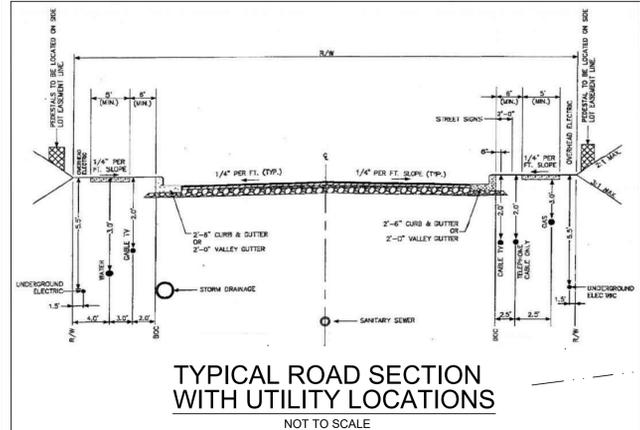 R/W
PEDESTALS TO BE LOCATED ON SIDE
LOT EASEMENT LINE.
5'
(MIN.)
6'
(MIN.)
6'
(MIN.)
5'
(MIN.)
2'-0"
STREET SIGNS
6"
OVERHEAD ELECTRIC
PEDESTAL TO BE LOCATED ON SIDE
LOT EASEMENT LINE.
OVERHEAD
ELECTRIC
1/4" PER
FT. SLOPE
1/4" PER FT. (TYP.)
1/4" PER FT. SLOPE (TYP.)
1/4" PER
FT. SLOPE
2:1 MAX
3:1 MAX.
5.5'
3.0'
WATER
2.0'
CABLE TV
2'-6" CURB & GUTTER
OR
2'-0" VALLEY GUTTER
2'-6" CURB & GUTTER
OR
2'-0" VALLEY GUTTER
2.0'
CABLE TV
2.0'
TELEPHONE
CABLE ONLY
3.0'
GAS
5.5'
UNDERGROUND
ELECTRIC
STORM DRAINAGE
UNDERGROUND
ELECTRIC
1.5'
4.0'
3.0'
2.0'
SANITARY SEWER
2.5'
2.5'
1.5'
R/W
BOC
BOC
R/W
TYPICAL ROAD SECTION
WITH UTILITY LOCATIONS
NOT TO SCALE